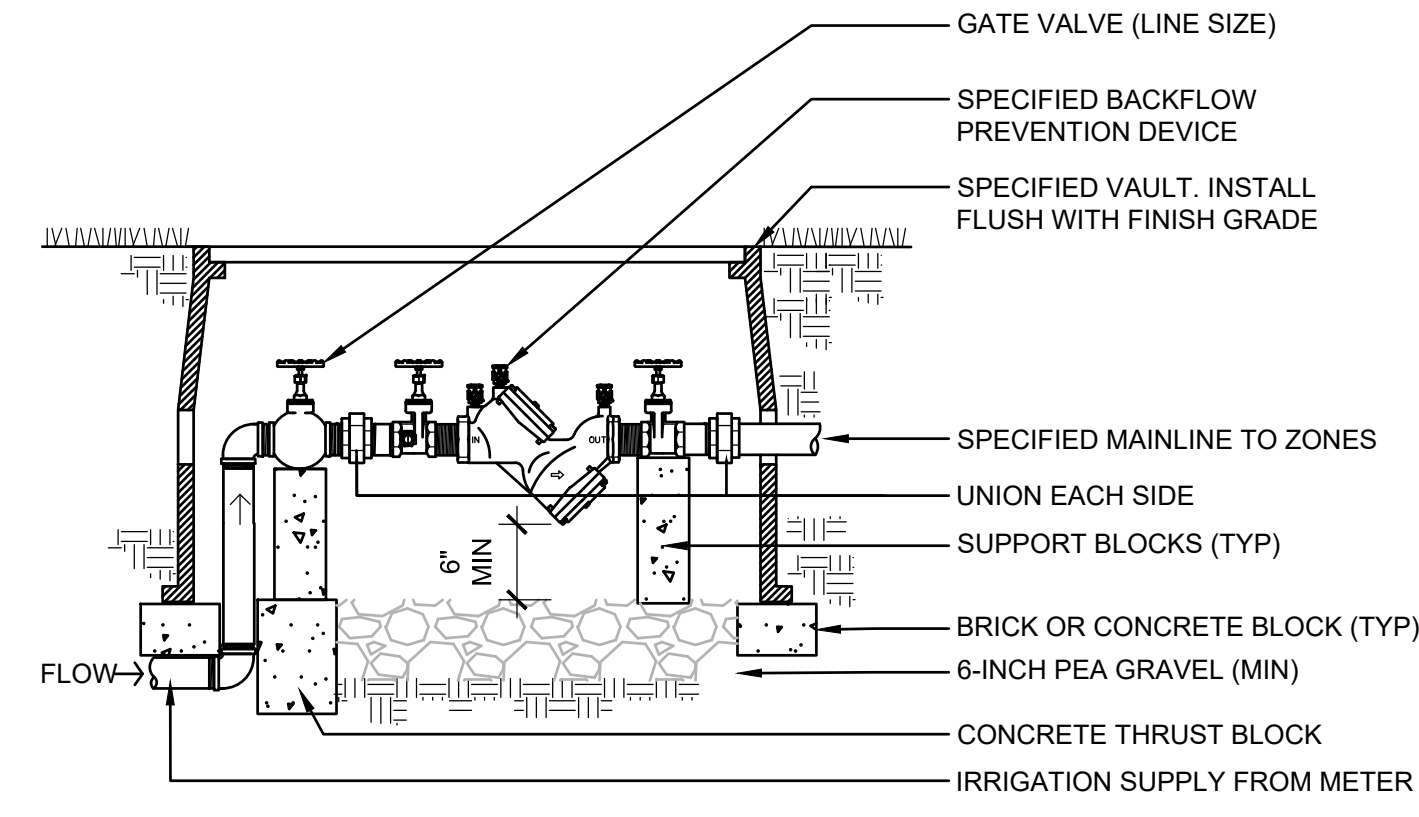 GATE VALVE (LINE SIZE)
SPECIFIED BACKFLOW
PREVENTION DEVICE
SPECIFIED VAULT. INSTALL
FLUSH WITH FINISH GRADE
IN
OUT
SPECIFIED MAINLINE TO ZONES
UNION EACH SIDE
SUPPORT BLOCKS (TYP)
6"
MIN
BRICK OR CONCRETE BLOCK (TYP)
FLOW
6-INCH PEA GRAVEL (MIN)
CONCRETE THRUST BLOCK
IRRIGATION SUPPLY FROM METER